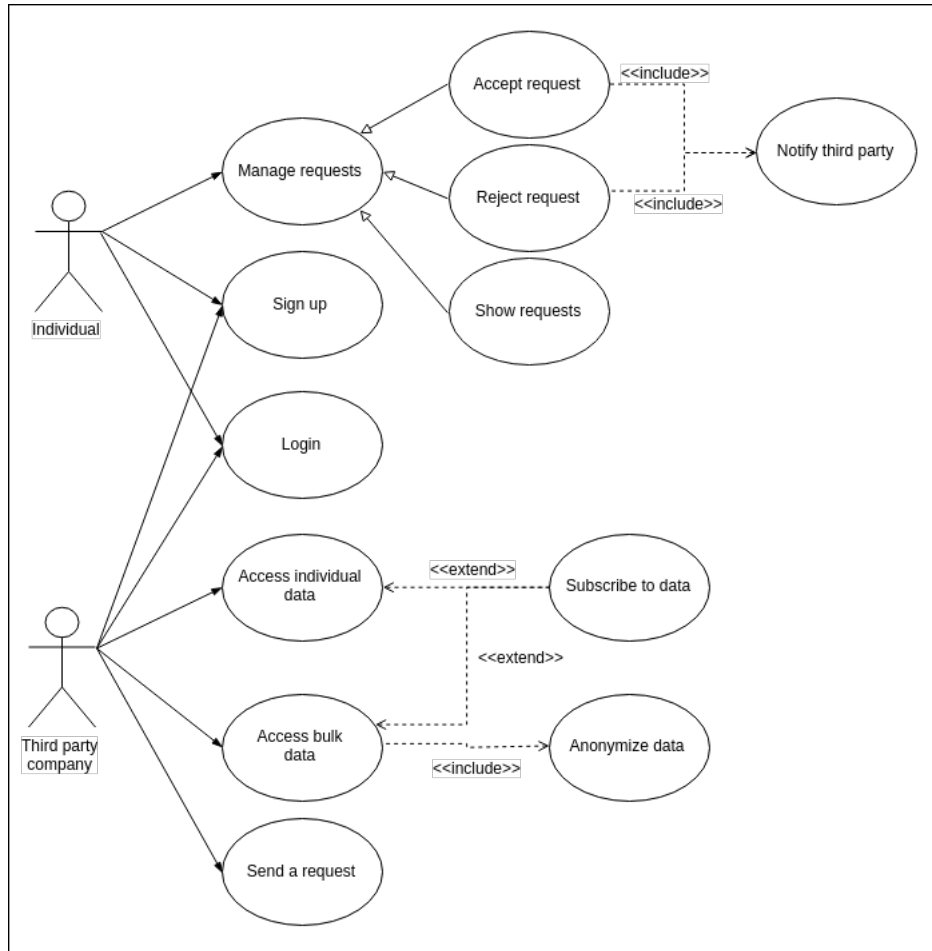 Accept request
<<include>>
Notify third party
Manage requests
Reject request
<<include>>
Show requests
Individual
Sign up
Login
Access individual
data
<<extend>>
Subscribe to data
<<extend>>
Third party
company
Access bulk
data
<<include>>
Anonymize data
Send a request